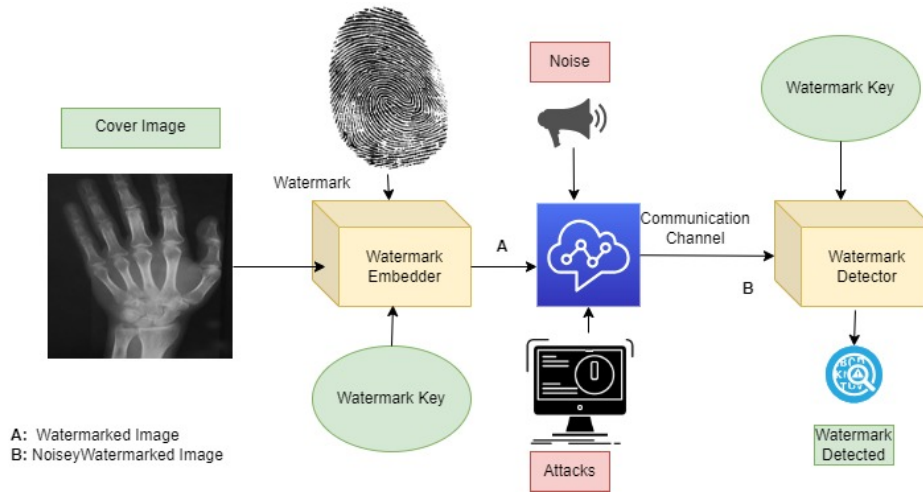 Noise
Watermark Key
Cover Image
Watermark
Communication
Channel
A
Watermark
Embedder
Watermark
Detector
B
Watermark Key
A: Watermarked Image
B: NoiseyWatermarked Image
Attacks
Watermark
Detected